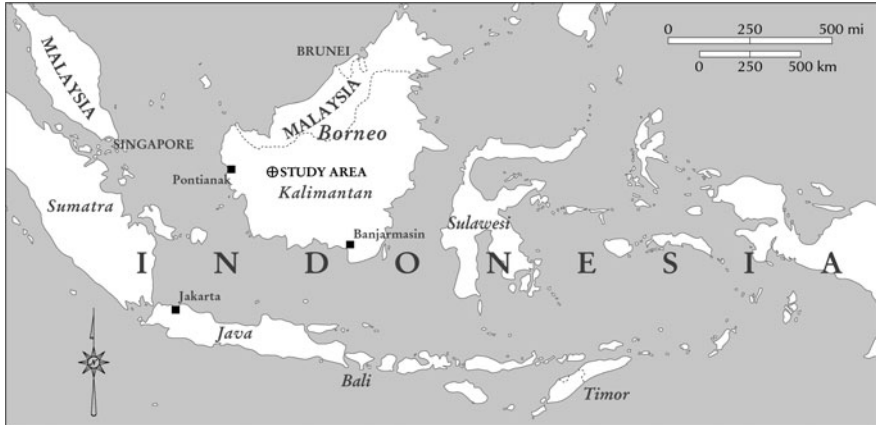 0 250 500 mi
0 250 500 km
BRUNEI
MALAYSIA
MALAYSIA
Borneo
SINGAPORE
STUDY AREA
Pontianak
Kalimantan
Sumatra
Sulawesi
Banjarmasin
INDONESIA
Jakarta
Java
Bali
Timor